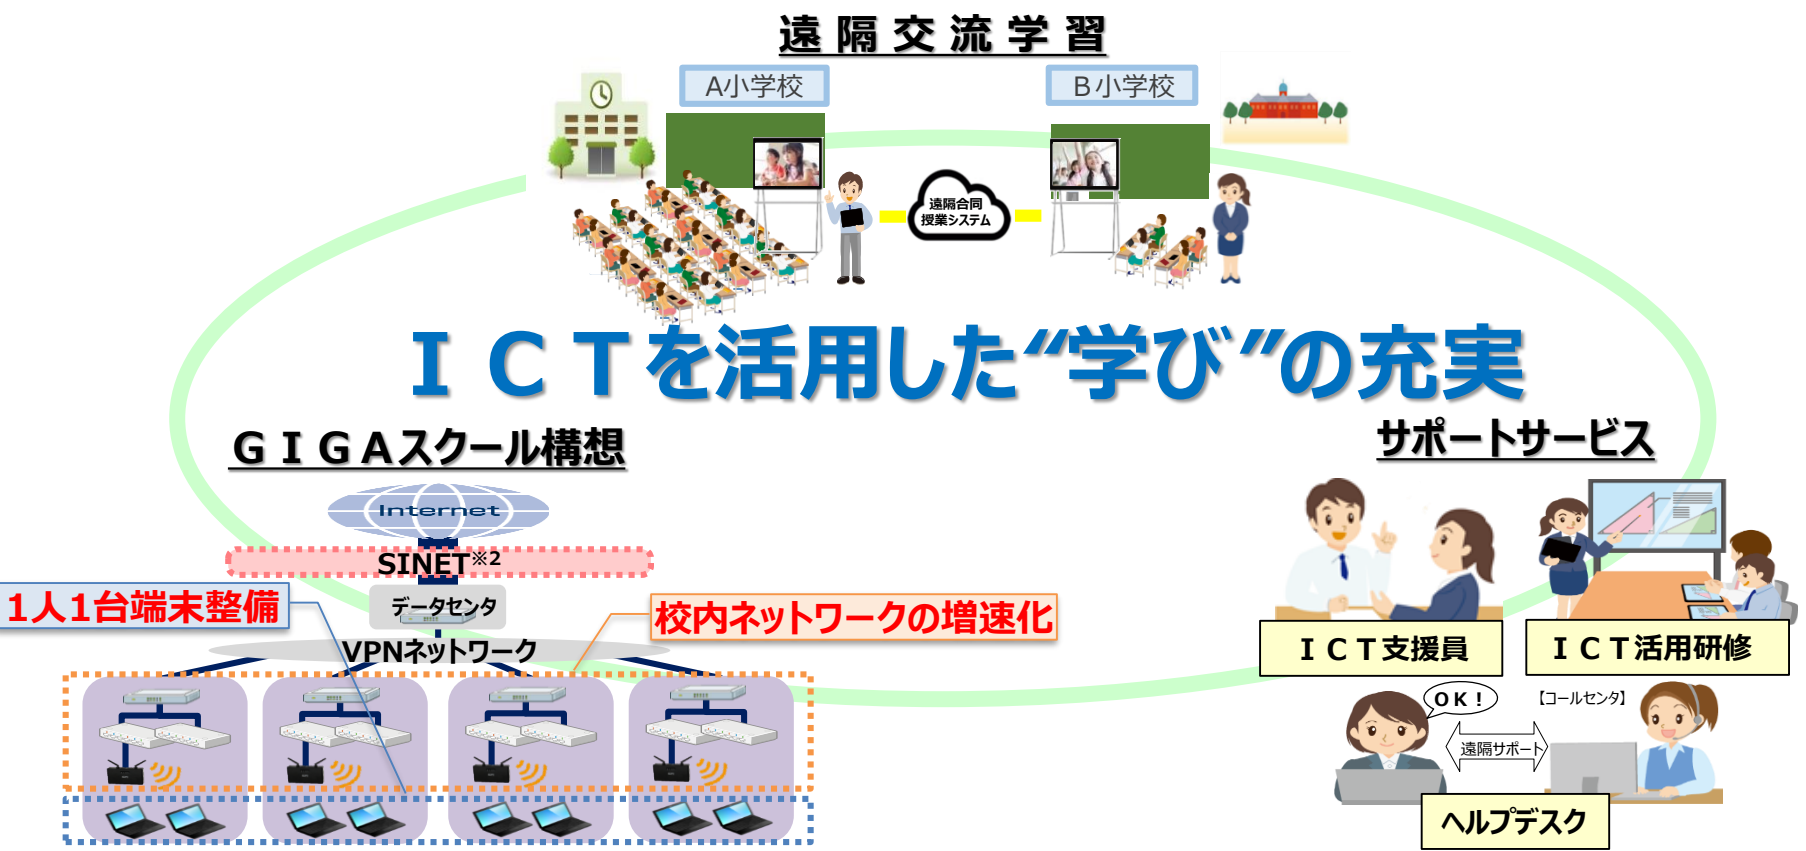 遠隔交流学習
A小学校
B小学校
遠隔合同
授業システム
ICTを活用した“学び”の充実
GIGAスクール構想
サポートサービス
Internet
SINET※2
データセンタ
1人1台端末整備
校内ネットワークの増速化
VPNネットワーク
ICT支援員
ICT活用研修
OK!
【コールセンタ】
遠隔サポート
ヘルプデスク